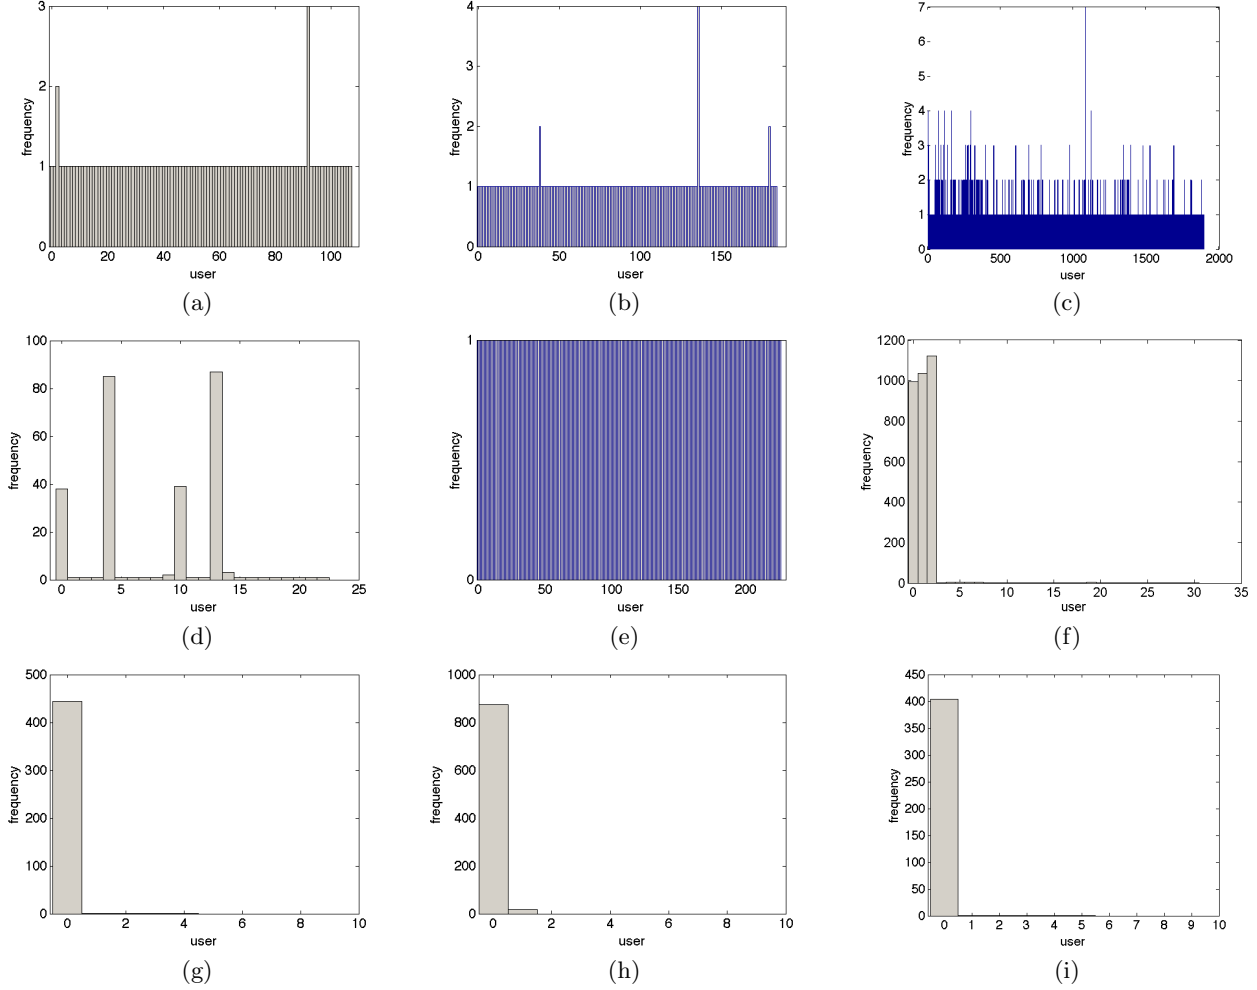 3
2
1
0
frequency
0 20 40 60 80 100
user
(a)
4
3
2
1
0
frequency
0 50 100 150
user
(b)
7
6
5
4
3
2
1
0
frequency
0 500 1000 1500 2000
user
(c)
100
80
60
40
20
0
frequency
0 5 10 15 20 25
user
(d)
1
0
frequency
0 50 100 150 200
user
(e)
1200
1000
800
600
400
200
0
frequency
0 5 10 15 20 25 30 35
user
(f)
500
400
300
200
100
0
frequency
0 2 4 6 8 10
user
(g)
1000
800
600
400
200
0
frequency
0 2 4 6 8 10
user
(h)
450
400
350
300
250
200
150
100
50
0
frequency
0 1 2 3 4 5 6 7 8 9 10
user
(i)